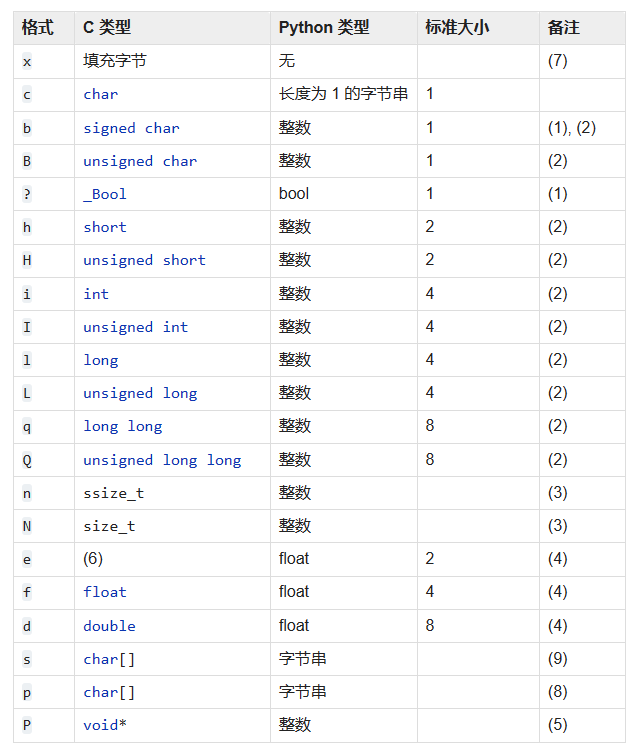 格式 C 类型 Python 类型 标准大小 备注
x 填充字节 无 (7)
c char 长度为 1 的字节串 1
b signed char 整数 1 (1), (2)
B unsigned char 整数 1 (2)
? _Bool bool 1 (1)
h short 整数 2 (2)
H unsigned short 整数 2 (2)
i int 整数 4 (2)
I unsigned int 整数 4 (2)
l long 整数 4 (2)
L unsigned long 整数 4 (2)
q long long 整数 8 (2)
Q unsigned long long 整数 8 (2)
n ssize_t 整数 (3)
N size_t 整数 (3)
e (6) float 2 (4)
f float float 4 (4)
d double float 8 (4)
s char[] 字节串 (9)
p char[] 字节串 (8)
P void* 整数 (5)